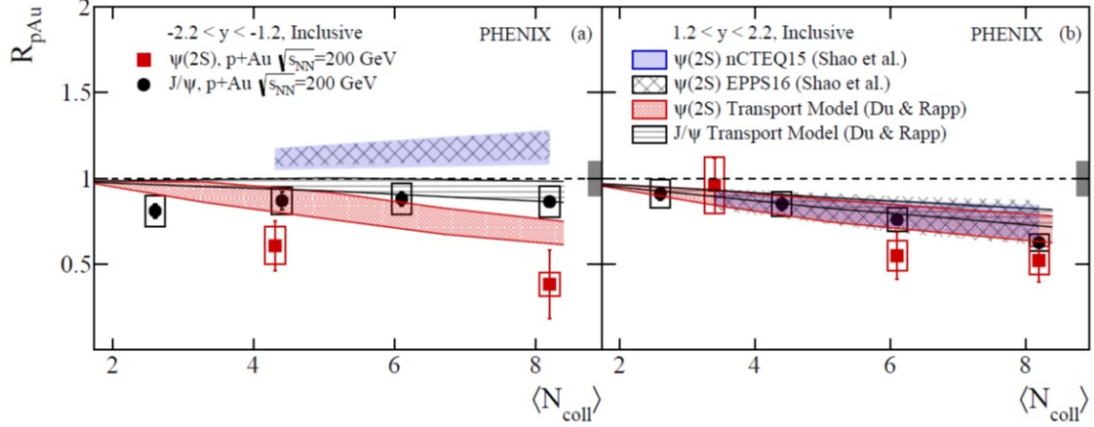 R_pAu
2
1.5
1
0.5
-2.2 < y < -1.2, Inclusive
PHENIX (a)
ψ(2S), p+Au √s_NN=200 GeV
J/ψ, p+Au √s_NN=200 GeV
2 4 6 8
⟨N_coll⟩
1.2 < y < 2.2, Inclusive
PHENIX (b)
ψ(2S) nCTEQ15 (Shao et al.)
ψ(2S) EPPS16 (Shao et al.)
ψ(2S) Transport Model (Du & Rapp)
J/ψ Transport Model (Du & Rapp)
2 4 6 8
⟨N_coll⟩